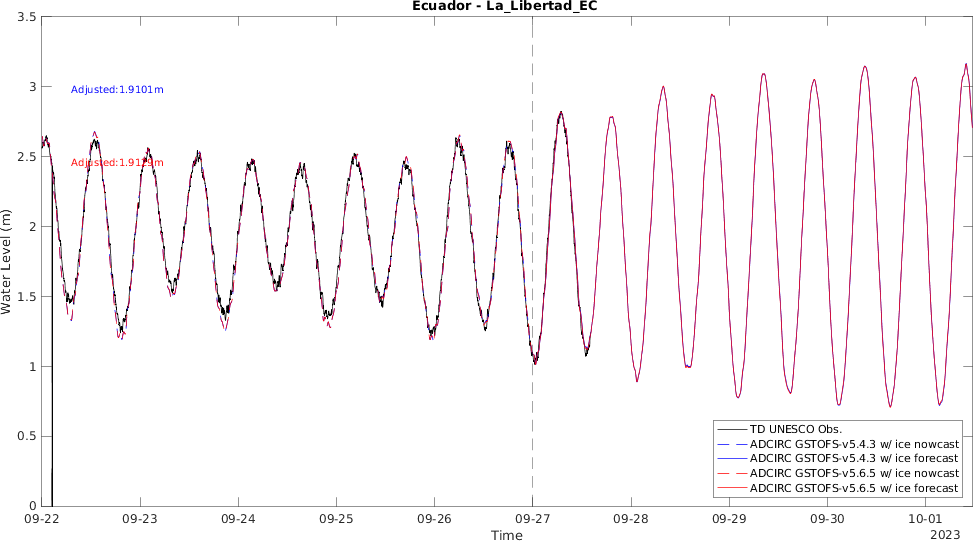 Ecuador - La_Libertad_EC
3.5
3
2.5
2
1.5
1
0.5
0
Water Level (m)
Adjusted:1.9101m
Adjusted:1.9129m
TD UNESCO Obs.
ADCIRC GSTOFS-v5.4.3 w/ ice nowcast
ADCIRC GSTOFS-v5.4.3 w/ ice forecast
ADCIRC GSTOFS-v5.6.5 w/ ice nowcast
ADCIRC GSTOFS-v5.6.5 w/ ice forecast
09-22 09-23 09-24 09-25 09-26 09-27 09-28 09-29 09-30 10-01
Time
2023